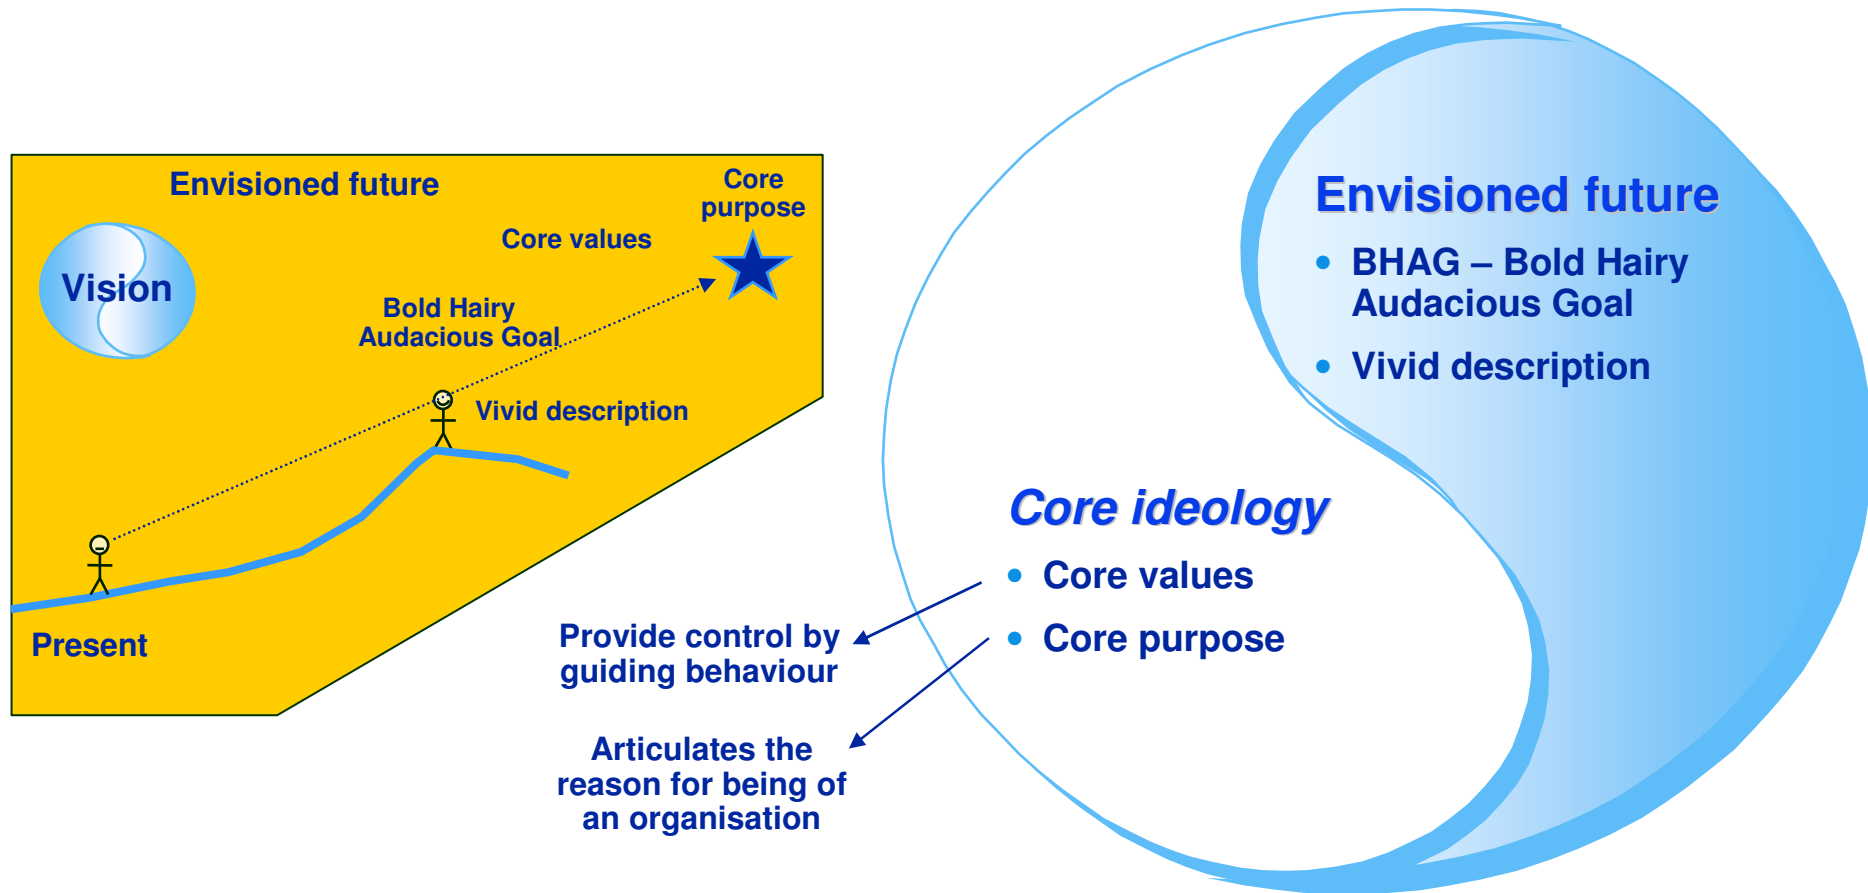 Envisioned future
Core
purpose
Core values
Vision
Bold Hairy
Audacious Goal
Vivid description
Present
Envisioned future
• BHAG – Bold Hairy
Audacious Goal
• Vivid description
Core ideology
• Core values
• Core purpose
Provide control by
guiding behaviour
Articulates the
reason for being of
an organisation